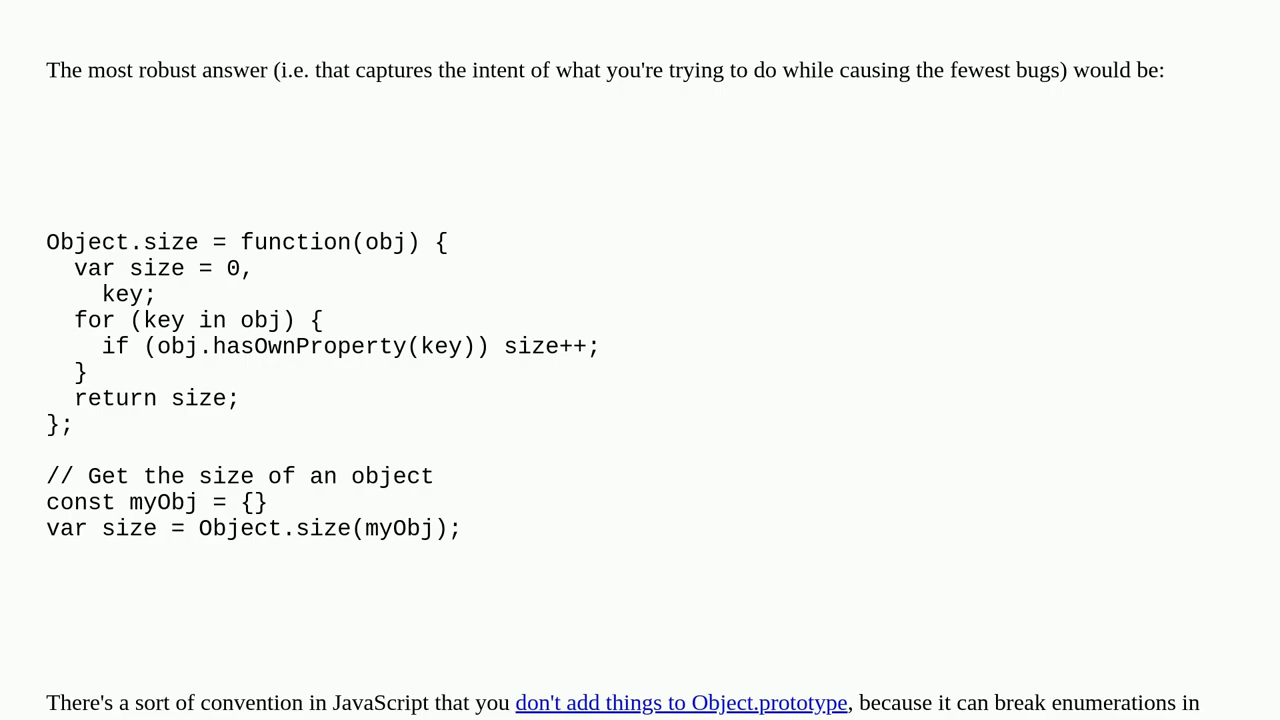 The most robust answer (i.e. that captures the intent of what you're trying to do while causing the fewest bugs) would be:
Object.size = function(obj) {
  var size = 0,
    key;
  for (key in obj) {
    if (obj.hasOwnProperty(key)) size++;
  }
  return size;
};
// Get the size of an object
const myObj = {}
var size = Object.size(myObj);
There's a sort of convention in JavaScript that you don't add things to Object.prototype, because it can break enumerations in